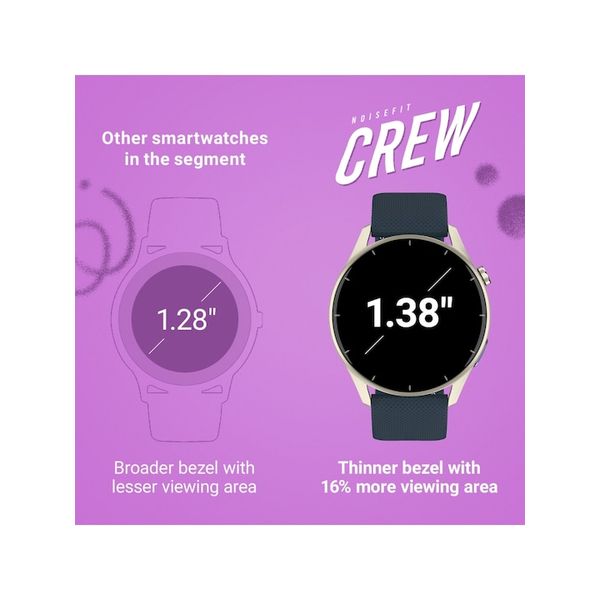 Other smartwatches
in the segment
1.28"
Broader bezel with
lesser viewing area
NOISEFIT
CREW
1.38"
Thinner bezel with
16% more viewing area